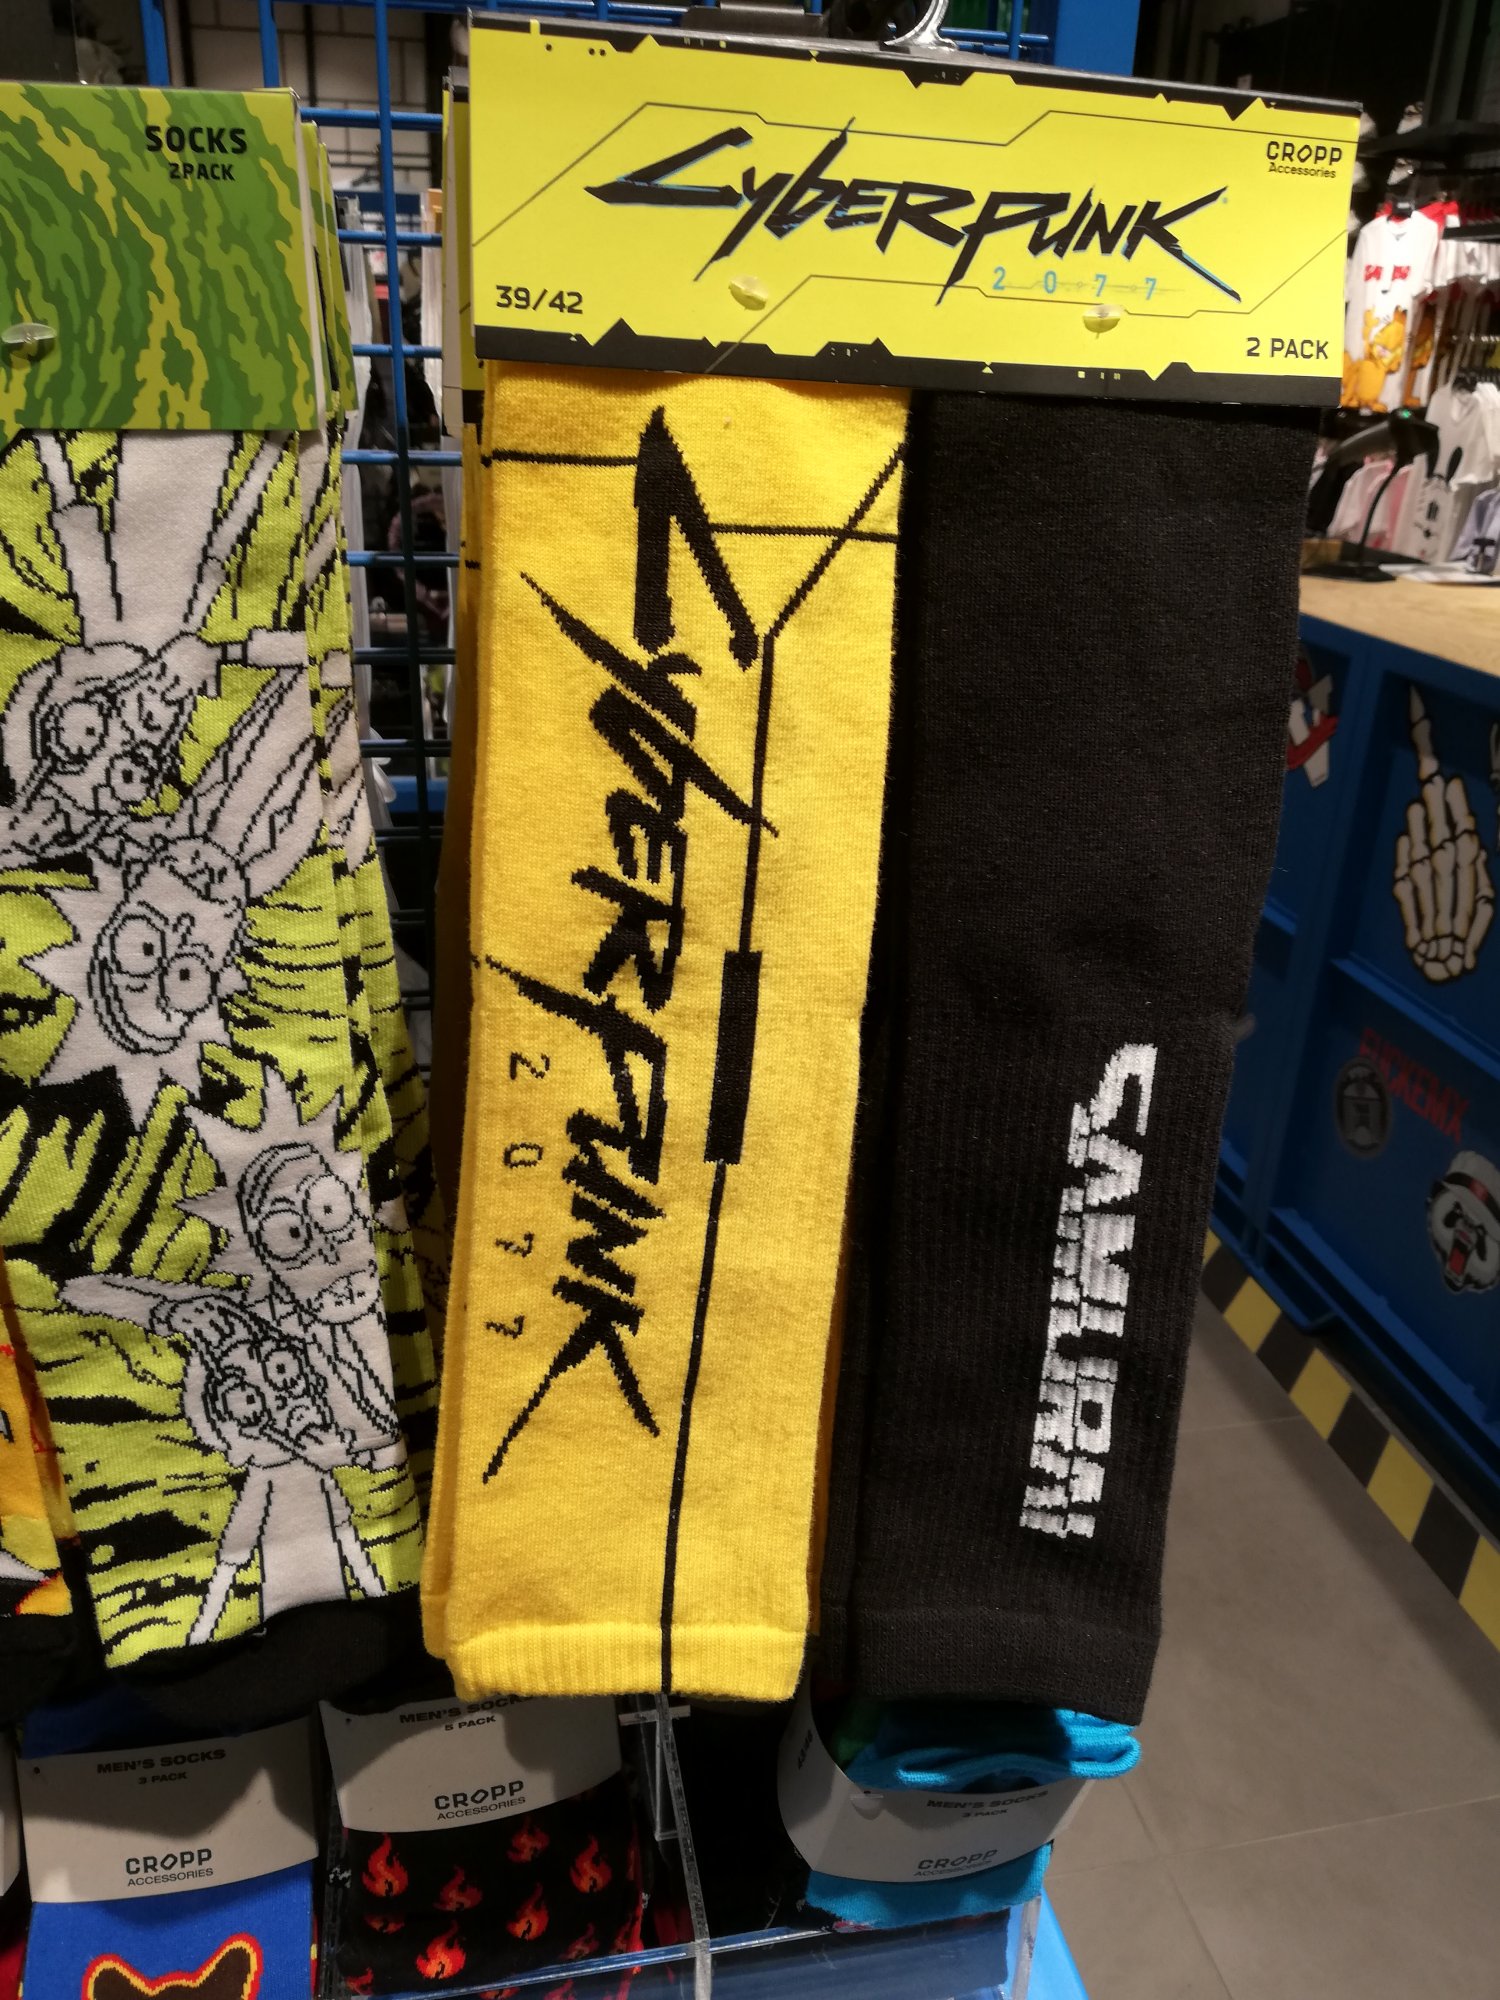 SOCKS
2PACK
CYBERPUNK
2077
CROPP
Accessories
39/42
2 PACK
CYBERPUNK
2077
SAMURAI
MEN'S SOCKS
3 PACK
CROPP
ACCESSORIES
MEN'S SOCKS
5 PACK
CROPP
ACCESSORIES
MEN'S SOCKS
3 PACK
CROPP
ACCESSORIES